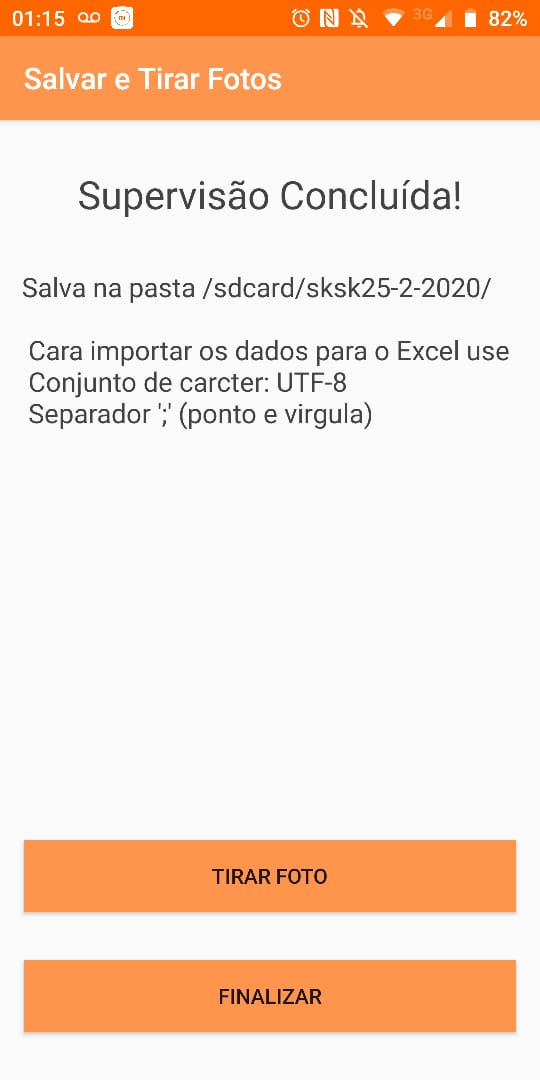 01:15
3G
82%
Salvar e Tirar Fotos
Supervisão Concluída!
Salva na pasta /sdcard/sksk25-2-2020/
Cara importar os dados para o Excel use
Conjunto de carcter: UTF-8
Separador ';' (ponto e virgula)
TIRAR FOTO
FINALIZAR